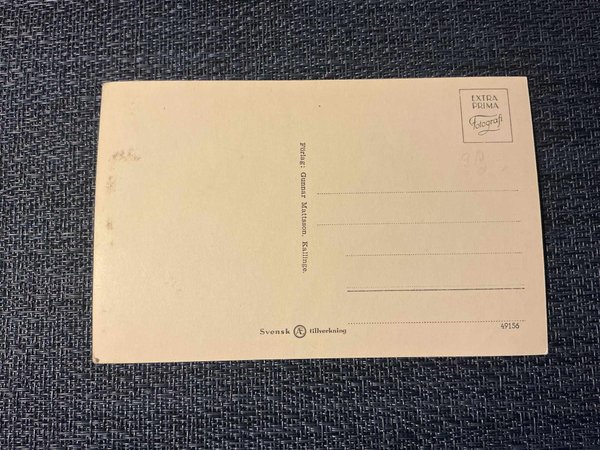 EXTRA
PRIMA
Fotografi
Förlag: Gunnar Mattsson, Kallinge.
Svensk A tillverkning
49156